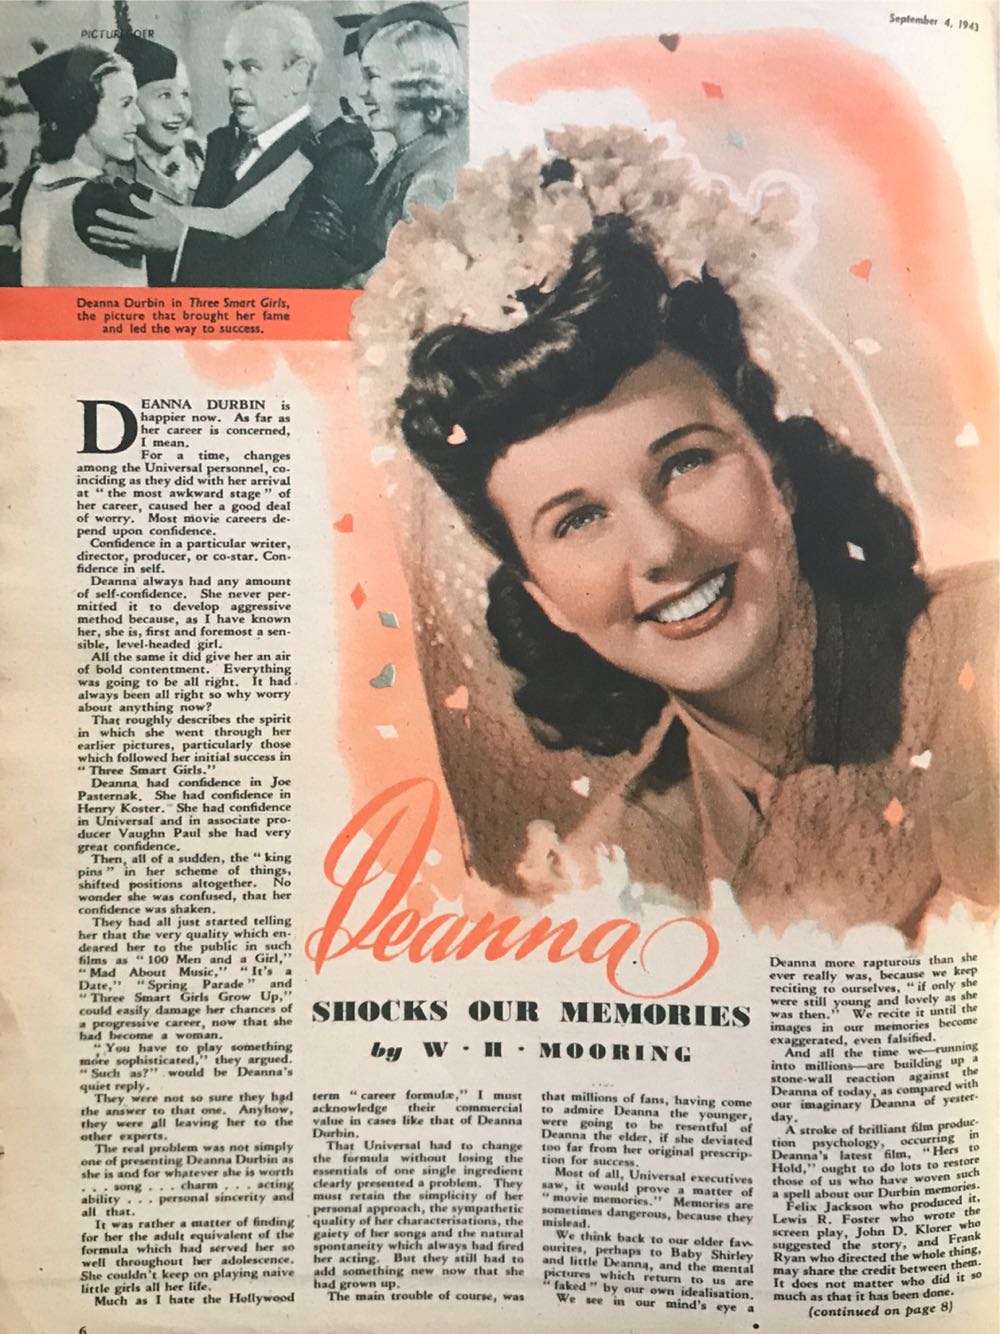 PICTUREGOER
September 4, 1943
Deanna Durbin in Three Smart Girls,
the picture that brought her fame
and led the way to success.
DEANNA DURBIN is
happier now. As far as
her career is concerned,
I mean.
For a time, changes
among the Universal personnel, co-
inciding as they did with her arrival
at “ the most awkward stage ” of
her career, caused her a good deal
of worry. Most movie careers de-
pend upon confidence.
Confidence in a particular writer,
director, producer, or co-star. Con-
fidence in self.
Deanna always had any amount
of self-confidence. She never per-
mitted it to develop aggressive
method because, as I have known
her, she is, first and foremost a sen-
sible, level-headed girl.
All the same it did give her an air
of bold contentment. Everything
was going to be all right. It had
always been all right so why worry
about anything now?
That roughly describes the spirit
in which she went through her
earlier pictures, particularly those
which followed her initial success in
“ Three Smart Girls.”
Deanna had confidence in Joe
Pasternak. She had confidence in
Henry Koster. She had confidence
in Universal and in associate pro-
ducer Vaughn Paul she had very
great confidence.
Then, all of a sudden, the “ king
pins ” in her scheme of things,
shifted positions altogether. No
wonder she was confused, that her
confidence was shaken.
They had all just started telling
her that the very quality which en-
deared her to the public in such
films as “ 100 Men and a Girl,”
“ Mad About Music,” “ It's a
Date,” “ Spring Parade ” and
“ Three Smart Girls Grow Up,”
could easily damage her chances of
a progressive career, now that she
had become a woman.
“ You have to play something
more sophisticated,” they argued.
“ Such as?” would be Deanna's
quiet reply.
They were not so sure they had
the answer to that one. Anyhow,
they were all leaving her to the
other experts.
The real problem was not simply
one of presenting Deanna Durbin as
she is and for whatever she is worth
. . . song . . . charm . . . acting
ability . . . personal sincerity and
all that.
It was rather a matter of finding
for her the adult equivalent of the
formula which had served her so
well throughout her adolescence.
She couldn't keep on playing naive
little girls all her life.
Much as I hate the Hollywood
6
Deanna
SHOCKS OUR MEMORIES
by W · H · MOORING
term “ career formulæ,” I must
acknowledge their commercial
value in cases like that of Deanna
Durbin.
That Universal had to change
the formula without losing the
essentials of one single ingredient
clearly presented a problem. They
must retain the simplicity of her
personal approach, the sympathetic
quality of her characterisations, the
gaiety of her songs and the natural
spontaneity which always had fired
her acting. But they still had to
add something new now that she
had grown up.
The main trouble of course, was
that millions of fans, having come
to admire Deanna the younger,
were going to be resentful of
Deanna the elder, if she deviated
too far from her original prescrip-
tion for success.
Most of all, Universal executives
saw, it would prove a matter of
“ movie memories.” Memories are
sometimes dangerous, because they
mislead.
We think back to our older fav-
ourites, perhaps to Baby Shirley
and little Deanna, and the mental
pictures which return to us are
“ faked ” by our own idealisation.
We see in our mind's eye a
Deanna more rapturous than she
ever really was, because we keep
reciting to ourselves, “ if only she
were still young and lovely as she
was then.” We recite it until the
images in our memories become
exaggerated, even falsified.
And all the time we—running
into millions—are building up a
stone-wall reaction against the
Deanna of today, as compared with
our imaginary Deanna of yester-
day.
A stroke of brilliant film produc-
tion psychology, occurring in
Deanna's latest film, “ Hers to
Hold,” ought to do lots to restore
those of us who have woven such
a spell about our Durbin memories.
Felix Jackson who produced it,
Lewis R. Foster who wrote the
screen play, John D. Klorer who
suggested the story, and Frank
Ryan who directed the whole thing,
may share the credit between them.
It does not matter who did it so
much as that it has been done.
(continued on page 8)